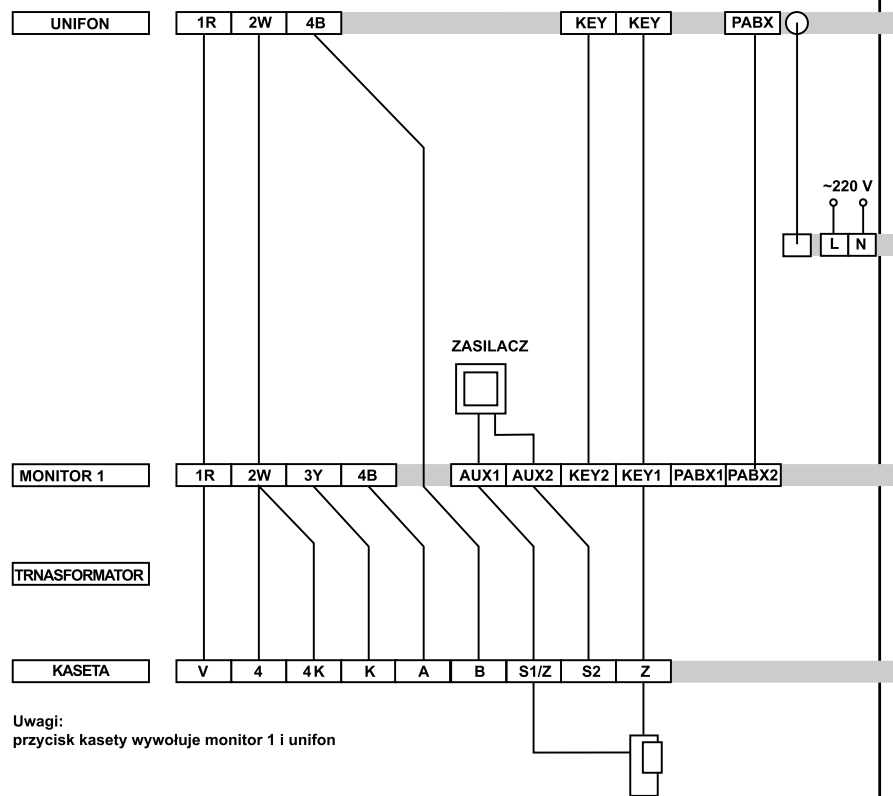 UNIFON 1R 2W 4B KEY KEY PABX
~220 V
L N
ZASILACZ
MONITOR 1 1R 2W 3Y 4B AUX1 AUX2 KEY2 KEY1 PABX1 PABX2
TRNASFORMATOR
KASETA V 4 4K K A B S1/Z S2 Z
Uwagi:
przycisk kasety wywołuje monitor 1 i unifon